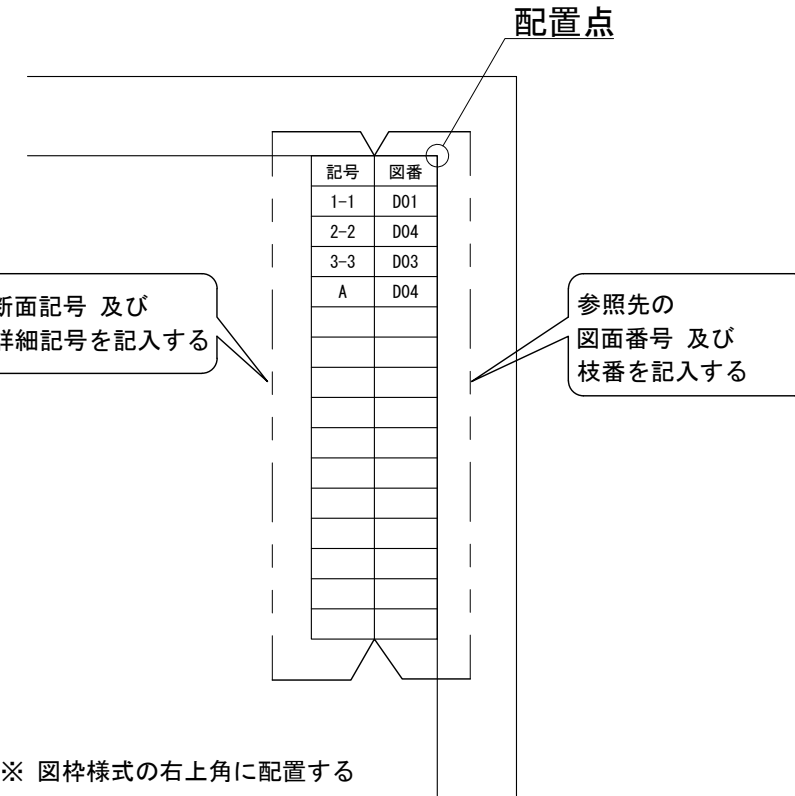 配置点
記号 図番
1-1 D01
2-2 D04
3-3 D03
A D04
断面記号 及び
詳細記号を記入する
参照先の
図面番号 及び
枝番を記入する
※ 図枠様式の右上角に配置する